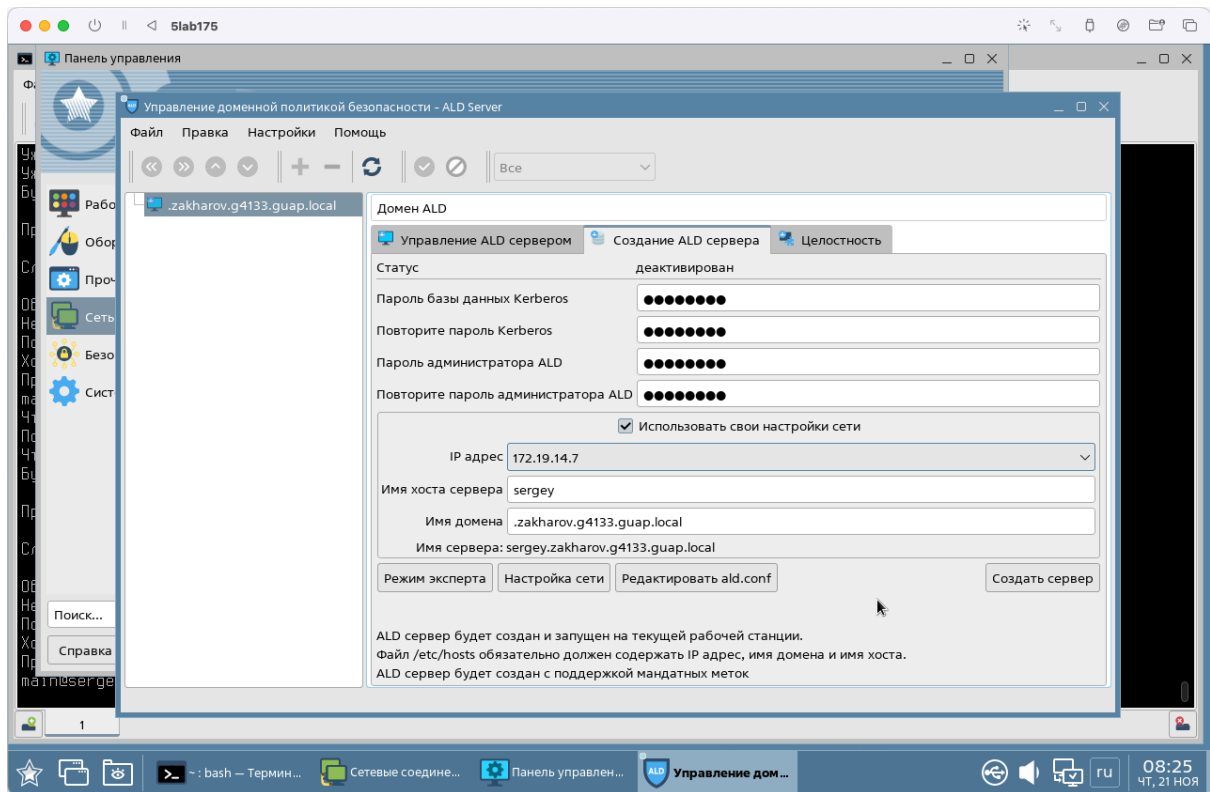 5lab175
Панель управления
Управление доменной политикой безопасности - ALD Server
Файл Правка Настройки Помощь
Все
Рабо
Обор
Проч
Сеть
Безо
Сист
Поиск...
Справка
.zakharov.g4133.guap.local
Домен ALD
Управление ALD сервером Создание ALD сервера Целостность
Статус деактивирован
Пароль базы данных Kerberos ●●●●●●●●
Повторите пароль Kerberos ●●●●●●●●
Пароль администратора ALD ●●●●●●●●
Повторите пароль администратора ALD ●●●●●●●●
Использовать свои настройки сети
IP адрес 172.19.14.7
Имя хоста сервера sergey
Имя домена .zakharov.g4133.guap.local
Имя сервера: sergey.zakharov.g4133.guap.local
Режим эксперта Настройка сети Редактировать ald.conf Создать сервер
ALD сервер будет создан и запущен на текущей рабочей станции.
Файл /etc/hosts обязательно должен содержать IP адрес, имя домена и имя хоста.
ALD сервер будет создан с поддержкой мандатных меток
main@serge
1
~ : bash — Термин... Сетевые соедине... Панель управлен... ALD Управление дом... ru 08:25
ЧТ, 21 НОЯ